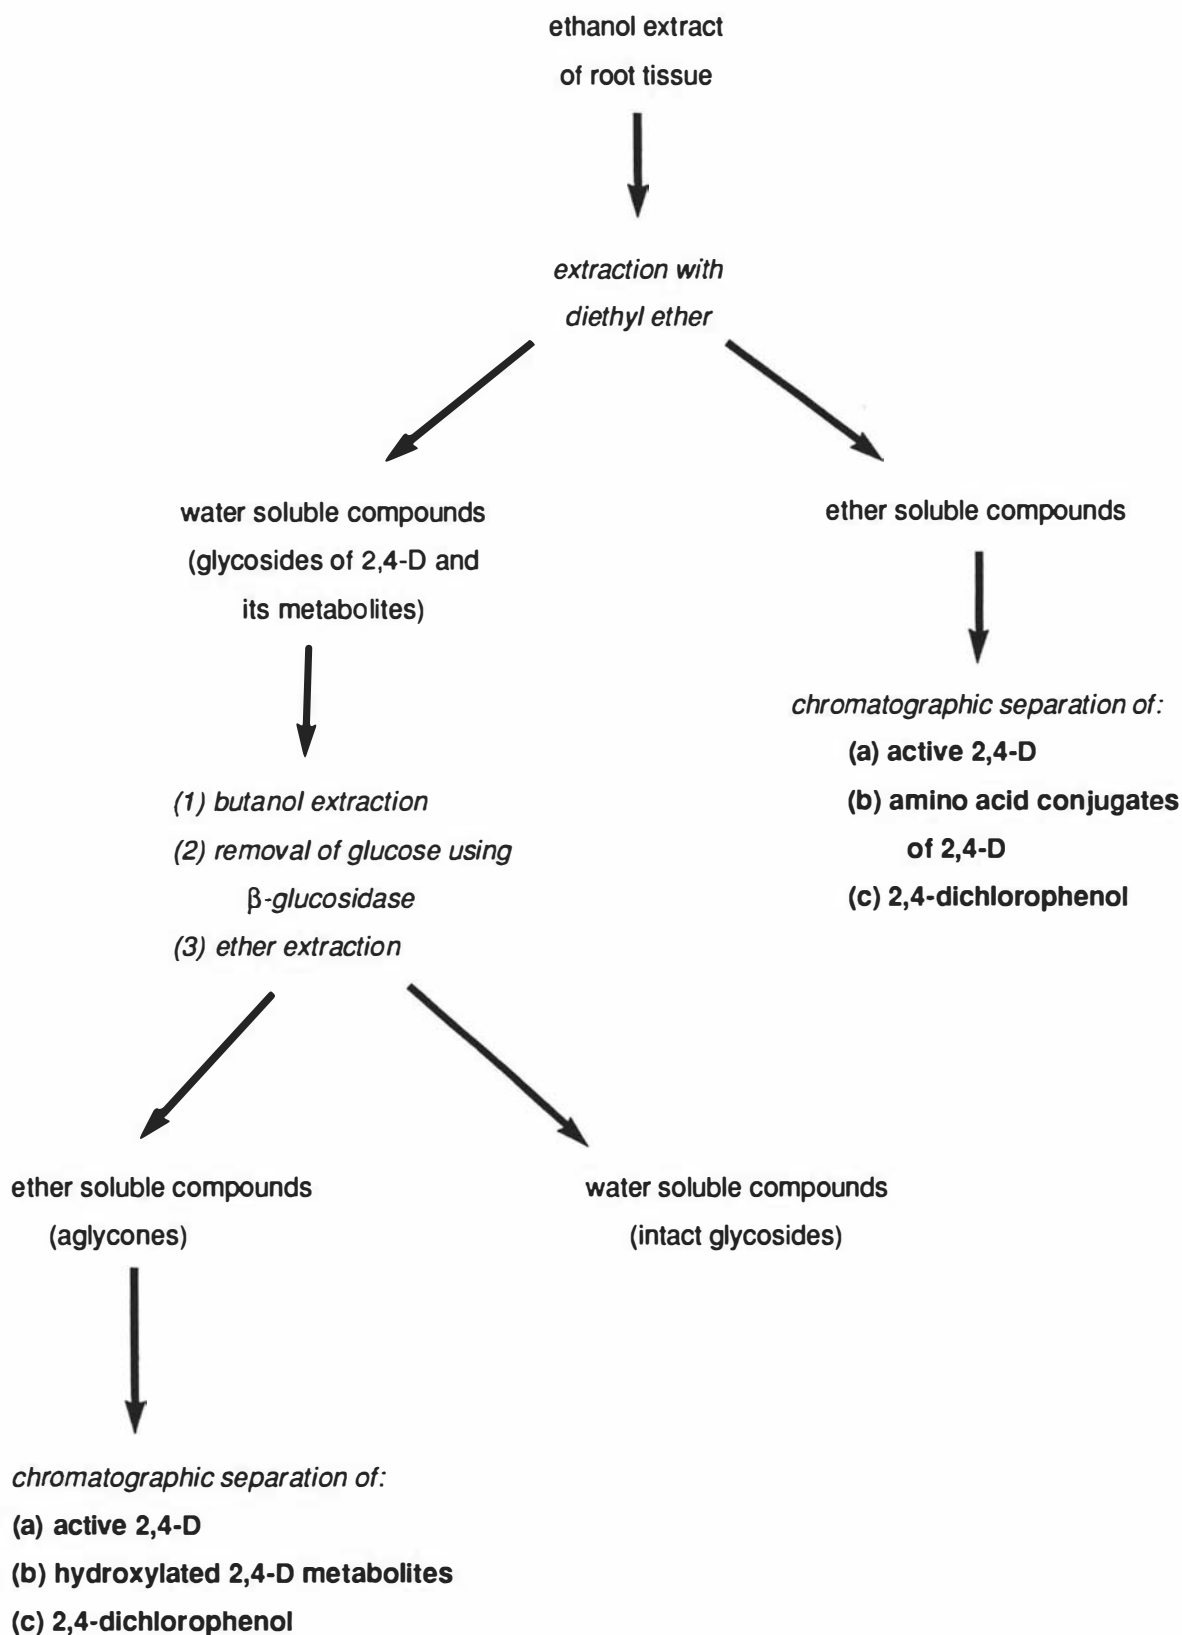 ethanol extract
of root tissue
extraction with
diethyl ether
water soluble compounds
(glycosides of 2,4-D and
its metabolites)
ether soluble compounds
chromatographic separation of:
(a) active 2,4-D
(b) amino acid conjugates
of 2,4-D
(c) 2,4-dichlorophenol
(1) butanol extraction
(2) removal of glucose using
β-glucosidase
(3) ether extraction
ether soluble compounds
(aglycones)
water soluble compounds
(intact glycosides)
chromatographic separation of:
(a) active 2,4-D
(b) hydroxylated 2,4-D metabolites
(c) 2,4-dichlorophenol